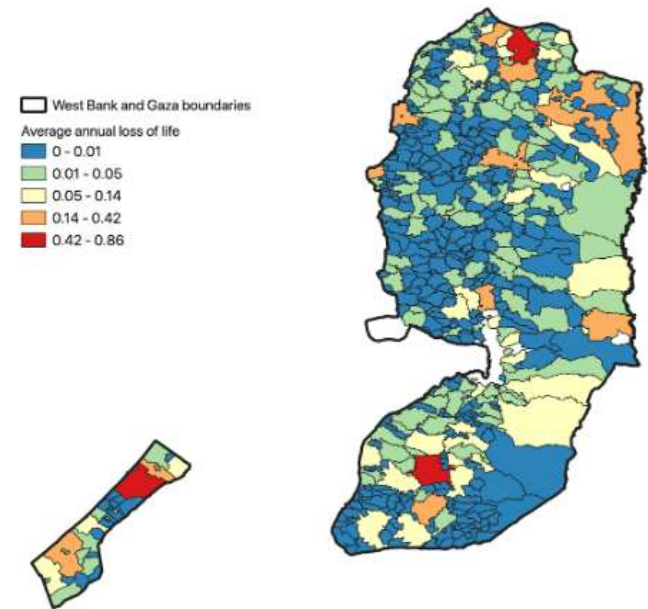 West Bank and Gaza boundaries
Average annual loss of life
0 - 0.01
0.01 - 0.05
0.05 - 0.14
0.14 - 0.42
0.42 - 0.86